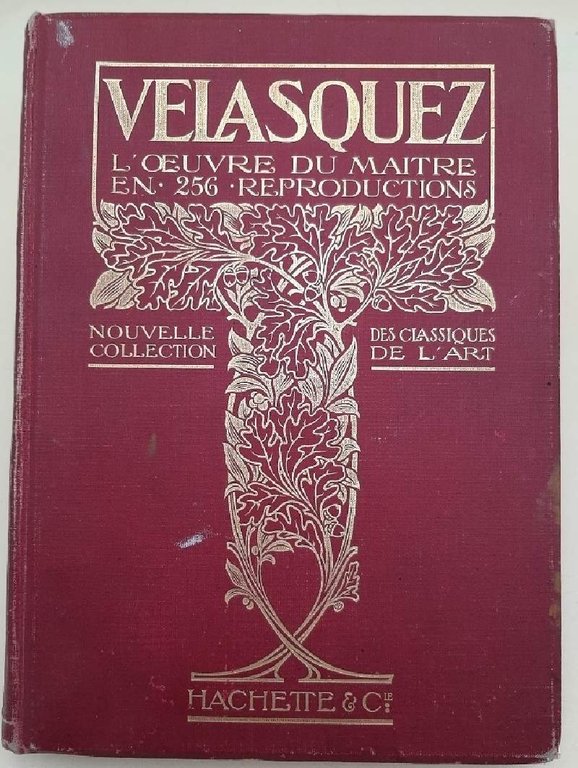 VELASQUEZ
L'ŒUVRE DU MAITRE
EN · 256 · REPRODUCTIONS
NOUVELLE COLLECTION
DES CLASSIQUES DE L'ART
HACHETTE & CIE